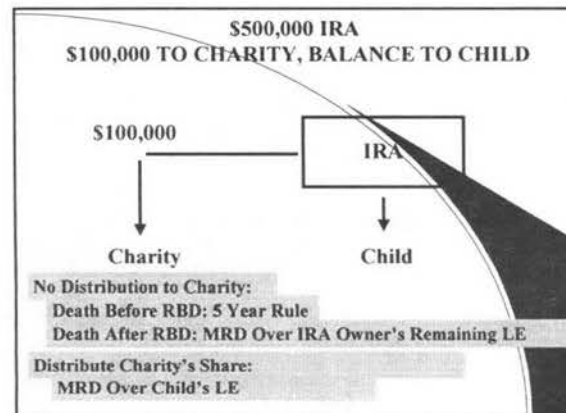 $500,000 IRA
$100,000 TO CHARITY, BALANCE TO CHILD
$100,000
IRA
Charity
Child
No Distribution to Charity:
Death Before RBD: 5 Year Rule
Death After RBD: MRD Over IRA Owner's Remaining LE
Distribute Charity's Share:
MRD Over Child's LE